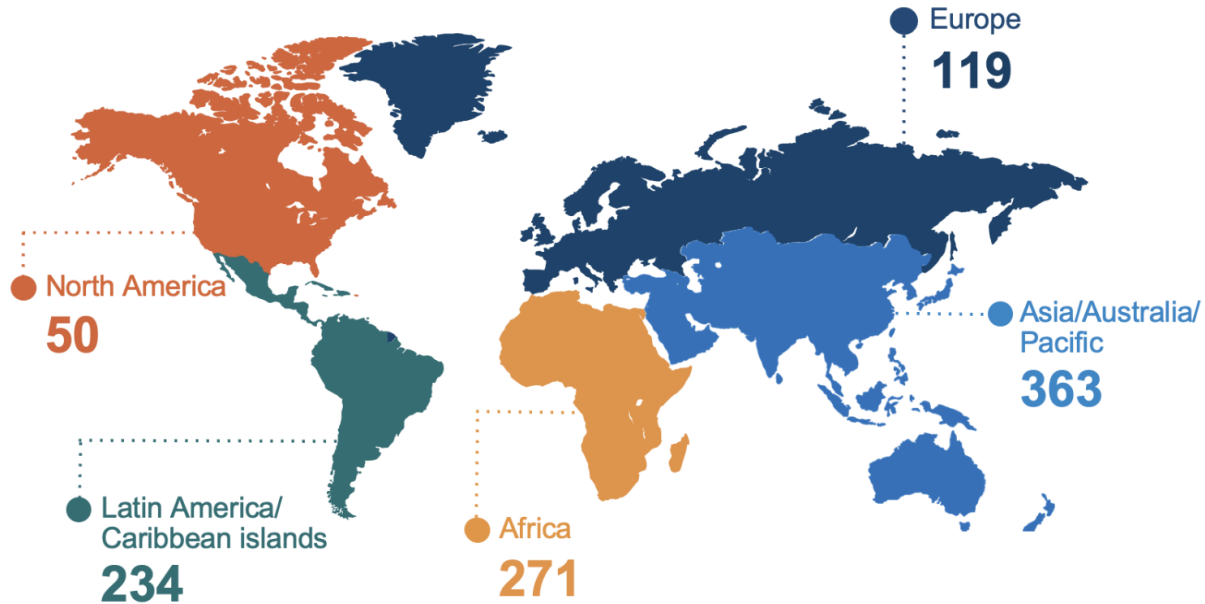 Europe
119
North America
50
Asia/Australia/
Pacific
363
Latin America/
Caribbean islands
234
Africa
271